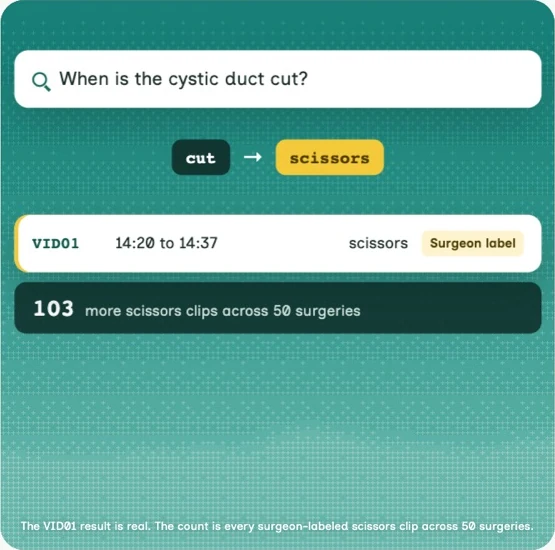 When is the cystic duct cut?
cut → scissors
VID01 14:20 to 14:37 scissors Surgeon label
103 more scissors clips across 50 surgeries
The VID01 result is real. The count is every surgeon-labeled scissors clip across 50 surgeries.